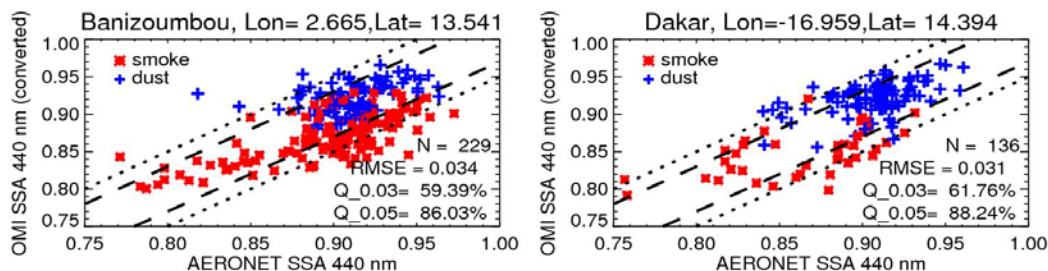 Banizoumbou, Lon= 2.665,Lat= 13.541
OMI SSA 440 nm (converted)
1.00
0.95
0.90
0.85
0.80
0.75
smoke
dust
N = 229
RMSE = 0.034
Q_0.03= 59.39%
Q_0.05= 86.03%
0.75 0.80 0.85 0.90 0.95 1.00
AERONET SSA 440 nm
Dakar, Lon=-16.959,Lat= 14.394
OMI SSA 440 nm (converted)
1.00
0.95
0.90
0.85
0.80
0.75
smoke
dust
N = 136
RMSE = 0.031
Q_0.03= 61.76%
Q_0.05= 88.24%
0.75 0.80 0.85 0.90 0.95 1.00
AERONET SSA 440 nm